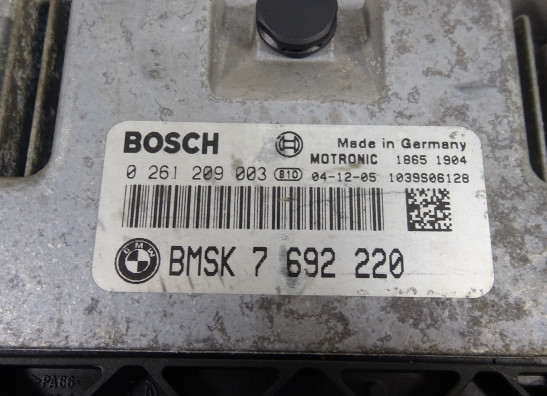 BOSCH
Made in Germany
MOTRONIC 1865 1904
0 261 209 003 810 04-12-05 1039S06128
BMW
BMSK 7 692 220
>PA66-